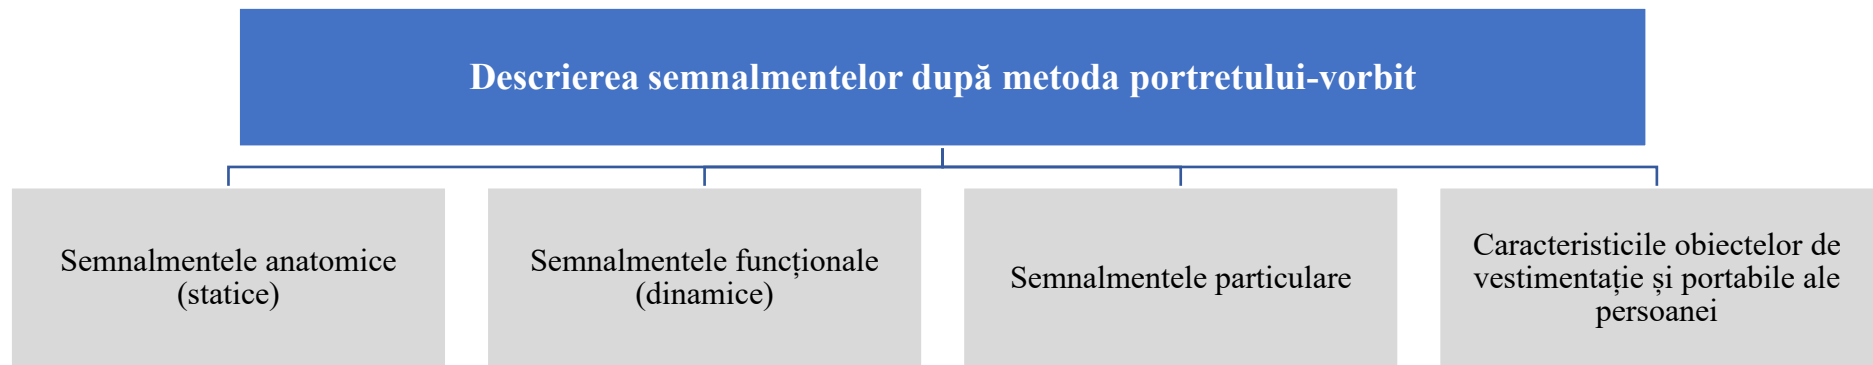 Descrierea semnalmentelor după metoda portretului-vorbit
Semnalmentele anatomice
(statice)
Semnalmentele funcționale
(dinamice)
Semnalmentele particulare
Caracteristicile obiectelor de
vestimentație și portabile ale
persoanei